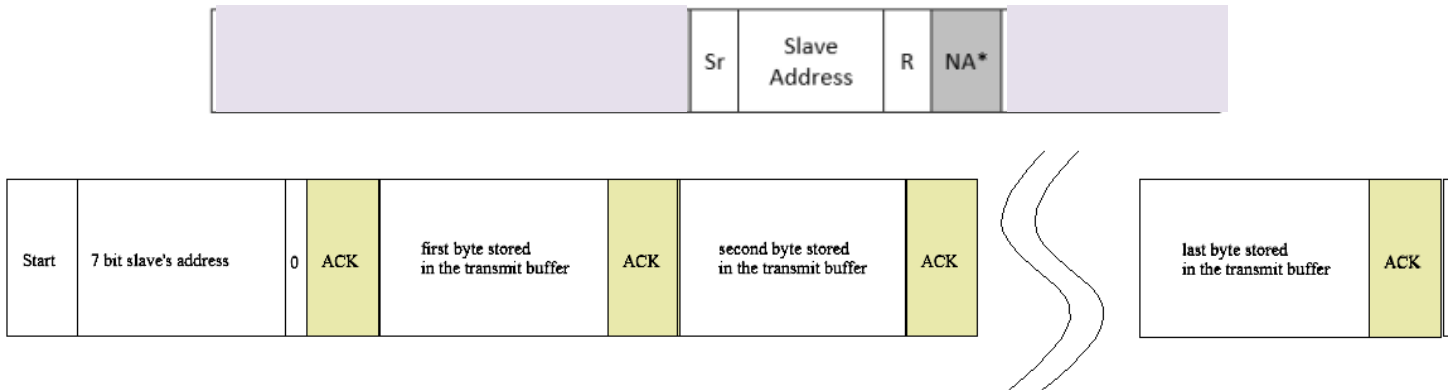 Sr
Slave
Address
R
NA*
Start
7 bit slave's address
0
ACK
first byte stored
in the transmit buffer
ACK
second byte stored
in the transmit buffer
ACK
last byte stored
in the transmit buffer
ACK